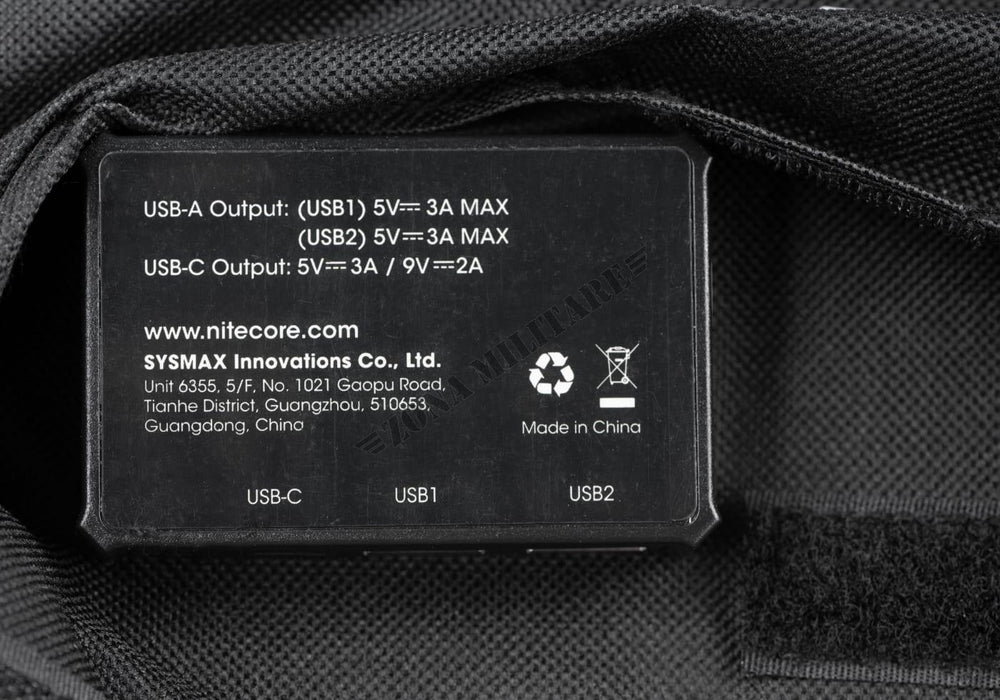 USB-A Output: (USB1) 5V⎓3A MAX
(USB2) 5V⎓3A MAX
USB-C Output: 5V⎓3A / 9V⎓2A
www.nitecore.com
SYSMAX Innovations Co., Ltd.
Unit 6355, 5/F, No. 1021 Gaopu Road,
Tianhe District, Guangzhou, 510653,
Guangdong, China
Made in China
USB-C USB1 USB2
ZONA MILITARE